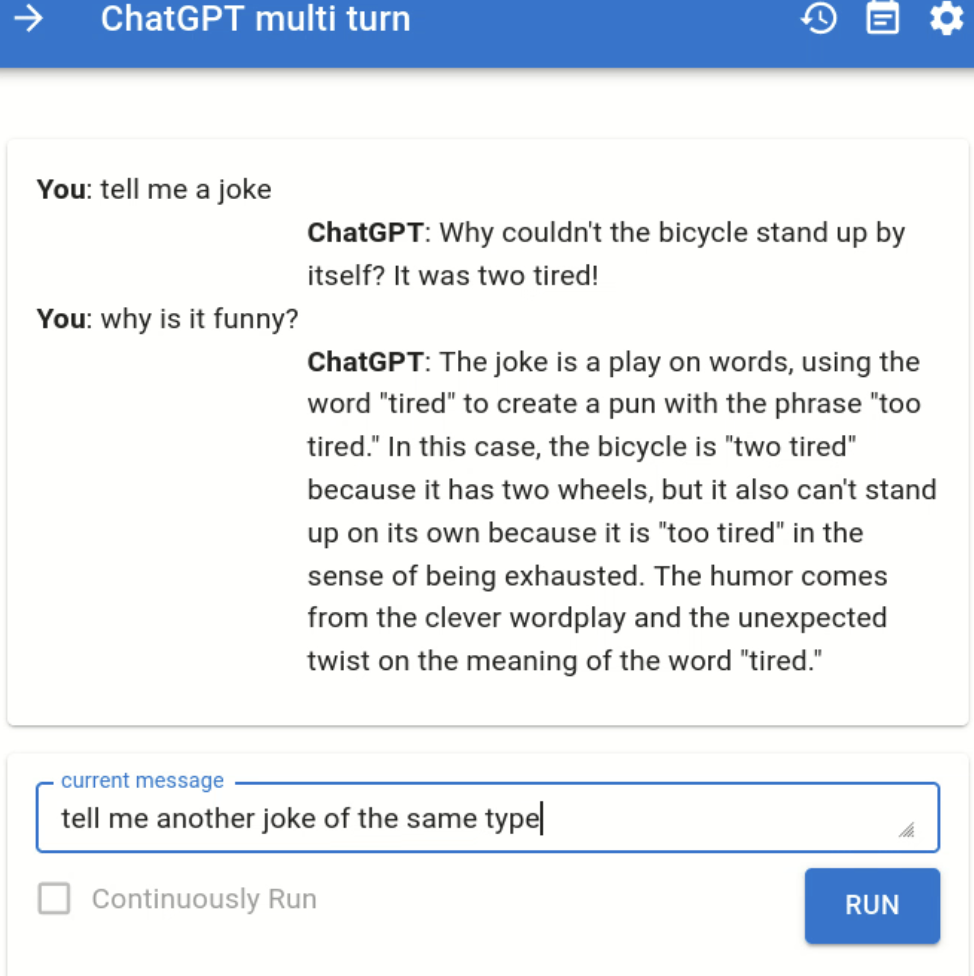 ChatGPT multi turn
You: tell me a joke
ChatGPT: Why couldn't the bicycle stand up by
itself? It was two tired!
You: why is it funny?
ChatGPT: The joke is a play on words, using the
word "tired" to create a pun with the phrase "too
tired." In this case, the bicycle is "two tired"
because it has two wheels, but it also can't stand
up on its own because it is "too tired" in the
sense of being exhausted. The humor comes
from the clever wordplay and the unexpected
twist on the meaning of the word "tired."
current message
tell me another joke of the same type
Continuously Run
RUN